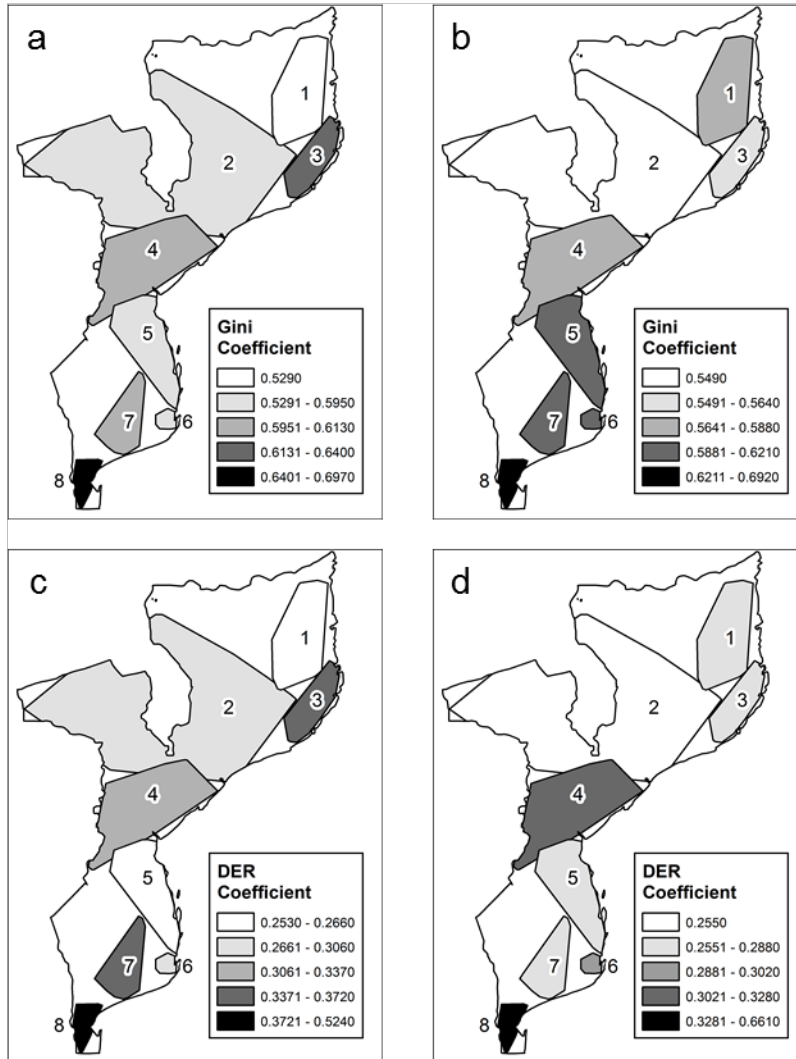 a
1
2
3
4
5
6
7
8
Gini
Coefficient
0.5290
0.5291 - 0.5950
0.5951 - 0.6130
0.6131 - 0.6400
0.6401 - 0.6970
b
1
2
3
4
5
6
7
8
Gini
Coefficient
0.5490
0.5491 - 0.5640
0.5641 - 0.5880
0.5881 - 0.6210
0.6211 - 0.6920
c
1
2
3
4
5
6
7
8
DER
Coefficient
0.2530 - 0.2660
0.2661 - 0.3060
0.3061 - 0.3370
0.3371 - 0.3720
0.3721 - 0.5240
d
1
2
3
4
5
6
7
8
DER
Coefficient
0.2550
0.2551 - 0.2880
0.2881 - 0.3020
0.3021 - 0.3280
0.3281 - 0.6610